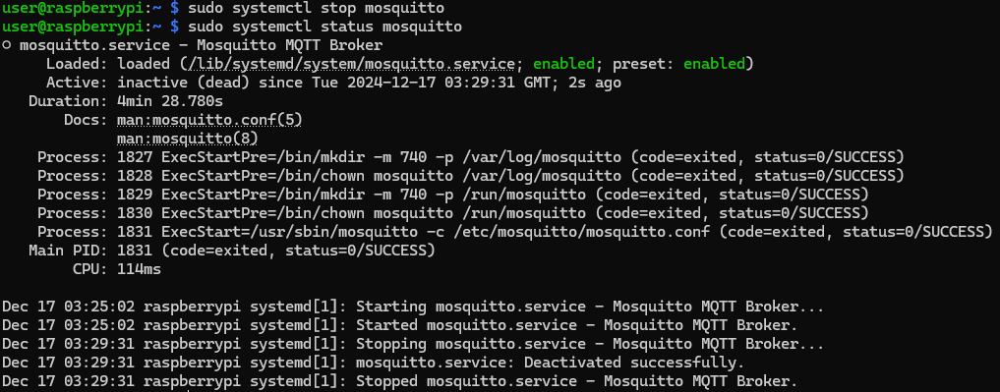 user@raspberrypi:~ $ sudo systemctl stop mosquitto
user@raspberrypi:~ $ sudo systemctl status mosquitto
○ mosquitto.service - Mosquitto MQTT Broker
     Loaded: loaded (/lib/systemd/system/mosquitto.service; enabled; preset: enabled)
     Active: inactive (dead) since Tue 2024-12-17 03:29:31 GMT; 2s ago
   Duration: 4min 28.780s
       Docs: man:mosquitto.conf(5)
             man:mosquitto(8)
    Process: 1827 ExecStartPre=/bin/mkdir -m 740 -p /var/log/mosquitto (code=exited, status=0/SUCCESS)
    Process: 1828 ExecStartPre=/bin/chown mosquitto /var/log/mosquitto (code=exited, status=0/SUCCESS)
    Process: 1829 ExecStartPre=/bin/mkdir -m 740 -p /run/mosquitto (code=exited, status=0/SUCCESS)
    Process: 1830 ExecStartPre=/bin/chown mosquitto /run/mosquitto (code=exited, status=0/SUCCESS)
    Process: 1831 ExecStart=/usr/sbin/mosquitto -c /etc/mosquitto/mosquitto.conf (code=exited, status=0/SUCCESS)
   Main PID: 1831 (code=exited, status=0/SUCCESS)
        CPU: 114ms

Dec 17 03:25:02 raspberrypi systemd[1]: Starting mosquitto.service - Mosquitto MQTT Broker...
Dec 17 03:25:02 raspberrypi systemd[1]: Started mosquitto.service - Mosquitto MQTT Broker.
Dec 17 03:29:31 raspberrypi systemd[1]: Stopping mosquitto.service - Mosquitto MQTT Broker...
Dec 17 03:29:31 raspberrypi systemd[1]: mosquitto.service: Deactivated successfully.
Dec 17 03:29:31 raspberrypi systemd[1]: Stopped mosquitto.service - Mosquitto MQTT Broker.